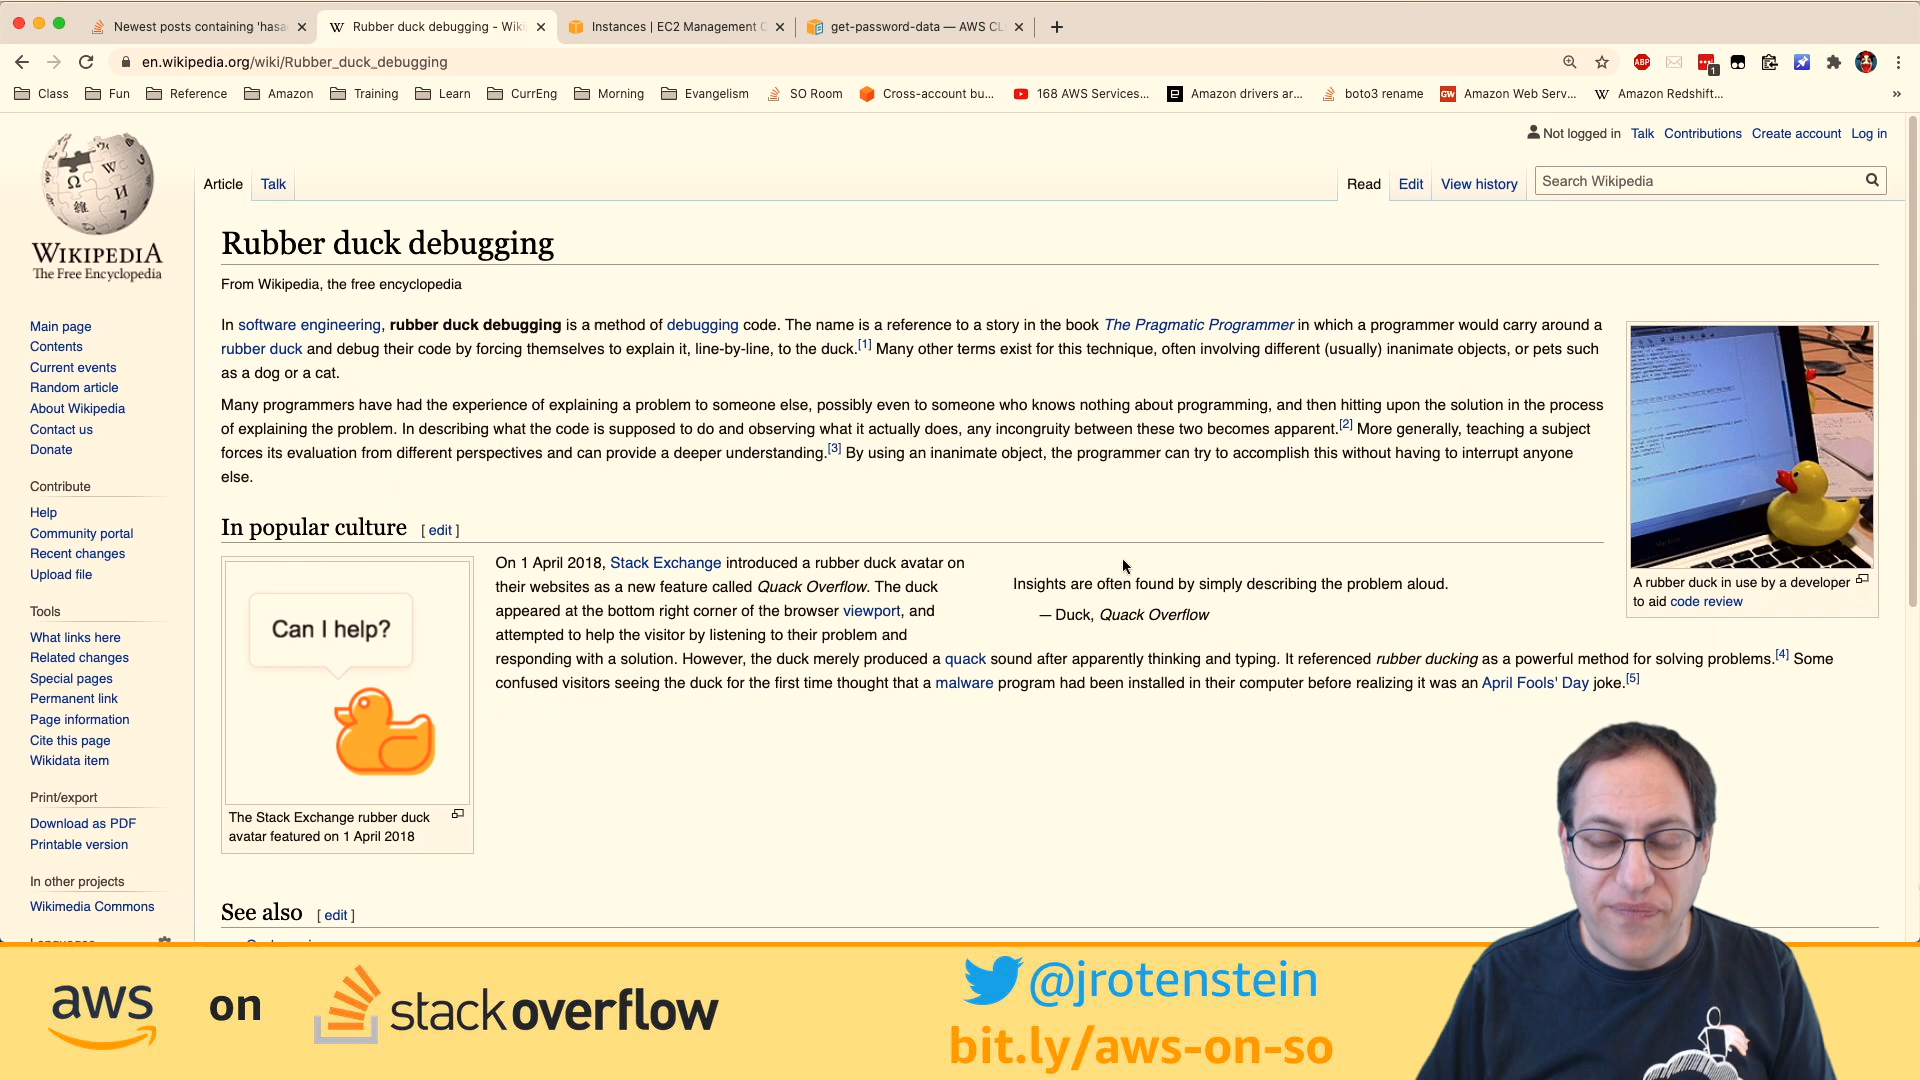 Newest posts containing 'hasa
Rubber duck debugging - Wiki
Instances | EC2 Management C
get-password-data — AWS CL
en.wikipedia.org/wiki/Rubber_duck_debugging
ABP
1
Class
Fun
Reference
Amazon
Training
Learn
CurrEng
Morning
Evangelism
SO Room
Cross-account bu...
168 AWS Services...
Amazon drivers ar...
boto3 rename
GW
Amazon Web Serv...
Amazon Redshift...
»
Not logged in Talk Contributions Create account Log in
Article Talk
Read Edit View history
Search Wikipedia
WIKIPEDIA
The Free Encyclopedia
Main page
Contents
Current events
Random article
About Wikipedia
Contact us
Donate
Contribute
Help
Community portal
Recent changes
Upload file
Tools
What links here
Related changes
Special pages
Permanent link
Page information
Cite this page
Wikidata item
Print/export
Download as PDF
Printable version
In other projects
Wikimedia Commons
Rubber duck debugging
From Wikipedia, the free encyclopedia
In software engineering, rubber duck debugging is a method of debugging code. The name is a reference to a story in the book The Pragmatic Programmer in which a programmer would carry around a
rubber duck and debug their code by forcing themselves to explain it, line-by-line, to the duck.[1] Many other terms exist for this technique, often involving different (usually) inanimate objects, or pets such
as a dog or a cat.
Many programmers have had the experience of explaining a problem to someone else, possibly even to someone who knows nothing about programming, and then hitting upon the solution in the process
of explaining the problem. In describing what the code is supposed to do and observing what it actually does, any incongruity between these two becomes apparent.[2] More generally, teaching a subject
forces its evaluation from different perspectives and can provide a deeper understanding.[3] By using an inanimate object, the programmer can try to accomplish this without having to interrupt anyone
else.
A rubber duck in use by a developer
to aid code review
In popular culture [ edit ]
Can I help?
The Stack Exchange rubber duck
avatar featured on 1 April 2018
On 1 April 2018, Stack Exchange introduced a rubber duck avatar on
their websites as a new feature called Quack Overflow. The duck
appeared at the bottom right corner of the browser viewport, and
attempted to help the visitor by listening to their problem and
responding with a solution. However, the duck merely produced a quack sound after apparently thinking and typing. It referenced rubber ducking as a powerful method for solving problems.[4] Some
confused visitors seeing the duck for the first time thought that a malware program had been installed in their computer before realizing it was an April Fools' Day joke.[5]
Insights are often found by simply describing the problem aloud.
— Duck, Quack Overflow
See also [ edit ]
aws on stackoverflow
@jrotenstein
bit.ly/aws-on-so